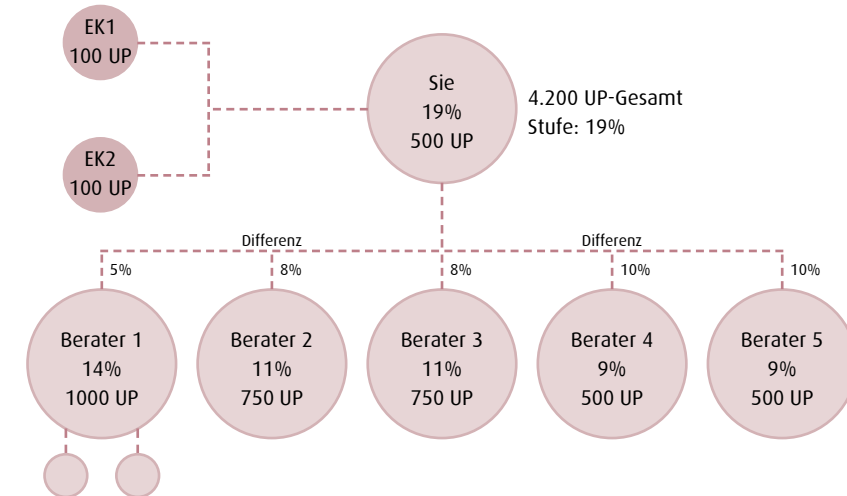 EK1
100 UP
EK2
100 UP
Sie
19%
500 UP
4.200 UP-Gesamt
Stufe: 19%
Differenz
Differenz
5%
8%
8%
10%
10%
Berater 1
14%
1000 UP
Berater 2
11%
750 UP
Berater 3
11%
750 UP
Berater 4
9%
500 UP
Berater 5
9%
500 UP